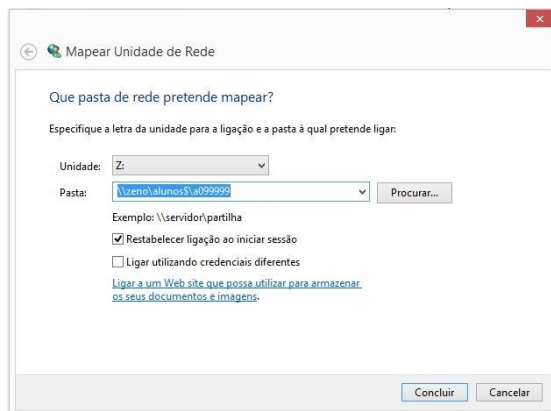 Mapear Unidade de Rede
Que pasta de rede pretende mapear?
Especifique a letra da unidade para a ligação e a pasta à qual pretende ligar:
Unidade: Z:
Pasta: \\zeno\alunos$\a099999 Procurar...
Exemplo: \\servidor\partilha
Restabelecer ligação ao iniciar sessão
Ligar utilizando credenciais diferentes
Ligar a um Web site que possa utilizar para armazenar
os seus documentos e imagens.
Concluir Cancelar